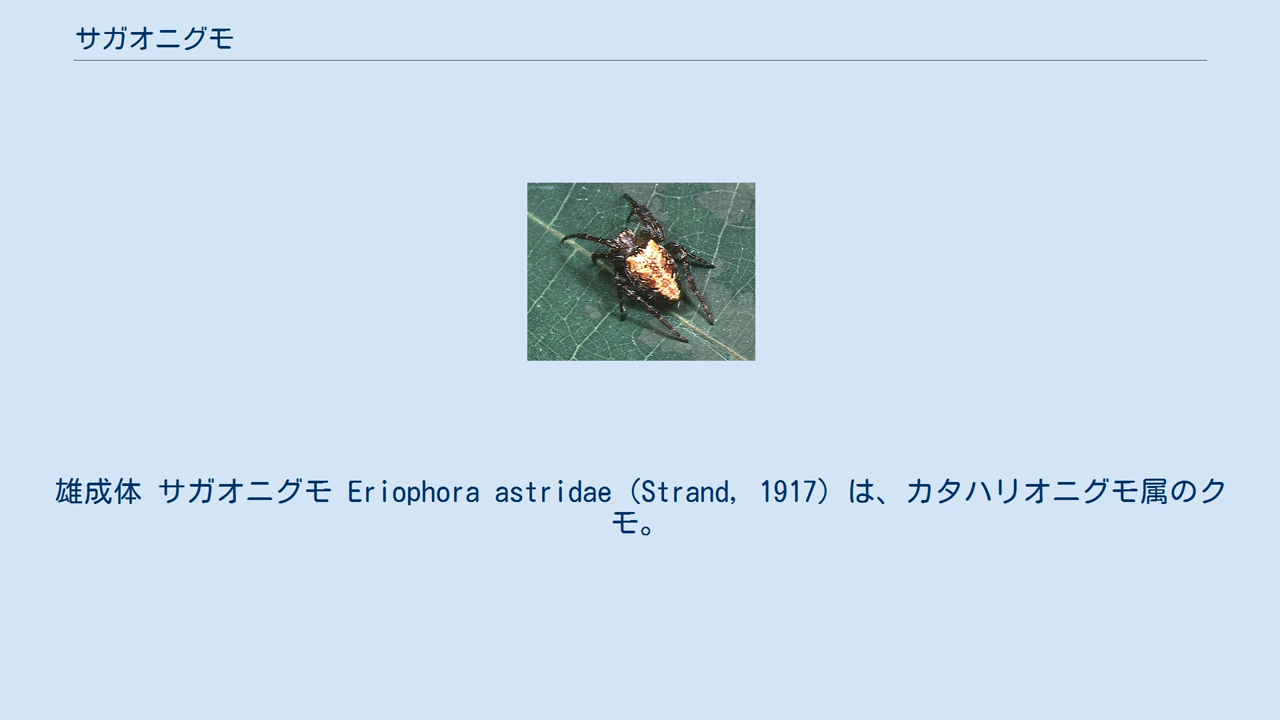 サガオニグモ
雄成体 サガオニグモ Eriophora astridae (Strand, 1917) は、カタハリオニグモ属のク
モ。